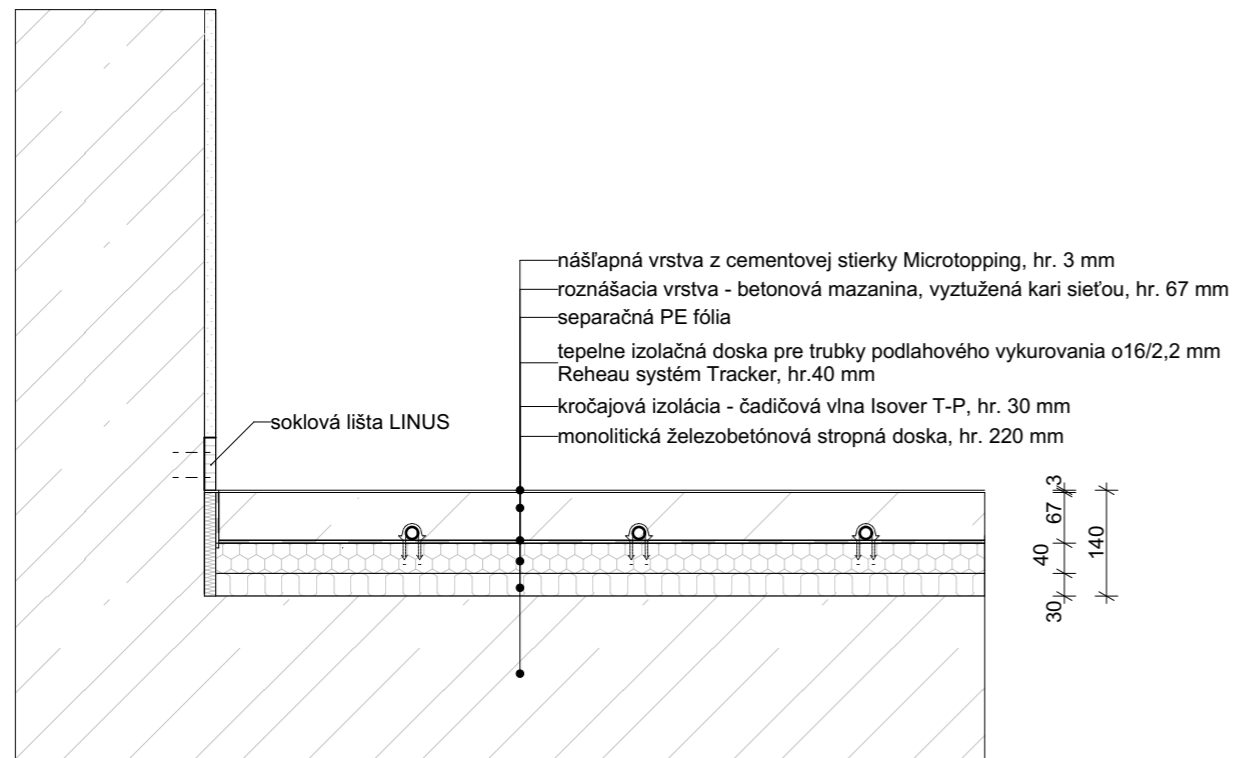 nášľapná vrstva z cementovej stierky Microtopping, hr. 3 mm
roznášacia vrstva - betonová mazanina, vyztužená kari sieťou, hr. 67 mm
separačná PE fólia
tepelne izolačná doska pre trubky podlahového vykurovania o16/2,2 mm
Reheau systém Tracker, hr.40 mm
kročajová izolácia - čadičová vlna Isover T-P, hr. 30 mm
monolitická železobetónová stropná doska, hr. 220 mm
soklová lišta LINUS
3
67
40
30
140